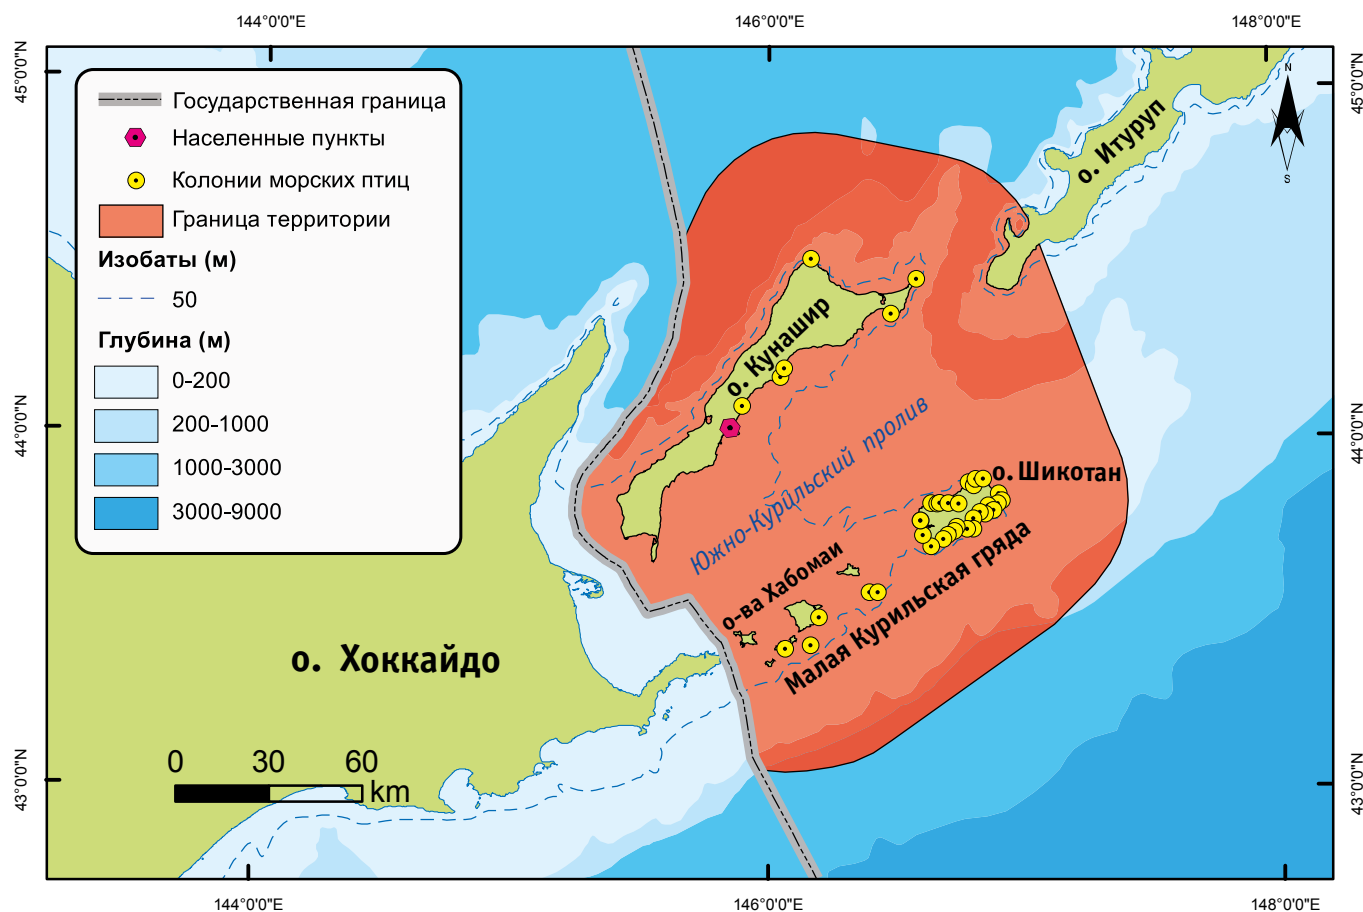 144°0'0"E
146°0'0"E
148°0'0"E
45°0'0"N
45°0'0"N
44°0'0"N
44°0'0"N
43°0'0"N
43°0'0"N
Государственная граница
Населенные пункты
Колонии морских птиц
Граница территории
Изобаты (м)
50
Глубина (м)
0-200
200-1000
1000-3000
3000-9000
N
S
о. Итуруп
о. Кунашир
Южно-Курильский пролив
о. Шикотан
о-ва Хабомаи
Малая Курильская гряда
о. Хоккайдо
0 30 60
km
144°0'0"E
146°0'0"E
148°0'0"E